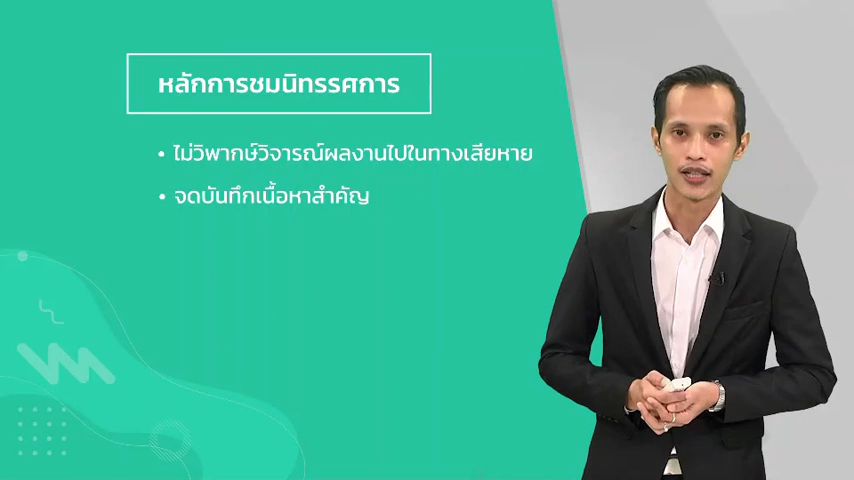 หลักการชมนิทรรศการ
• ไม่วิพากษ์วิจารณ์ผลงานไปในทางเสียหาย
• จดบันทึกเนื้อหาสำคัญ